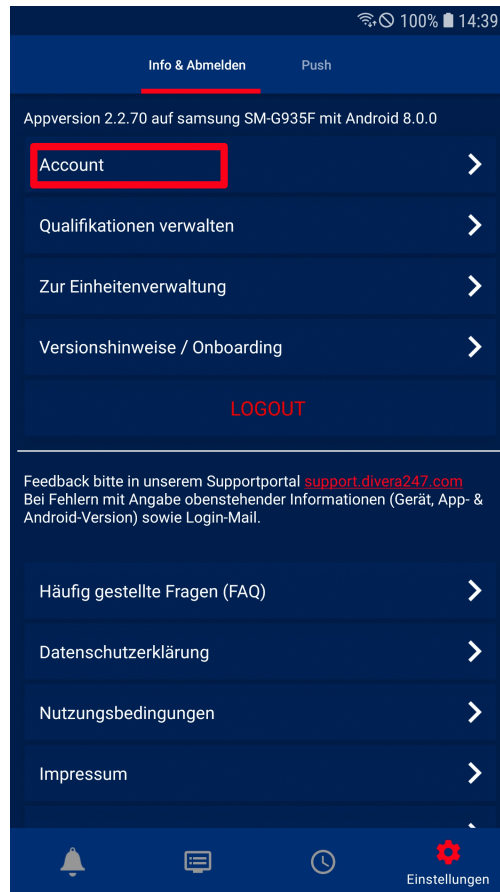 100% 14:39
Info & Abmelden Push
Appversion 2.2.70 auf samsung SM-G935F mit Android 8.0.0
Account
Qualifikationen verwalten
Zur Einheitenverwaltung
Versionshinweise / Onboarding
LOGOUT
Feedback bitte in unserem Supportportal support.divera247.com
Bei Fehlern mit Angabe obenstehender Informationen (Gerät, App- &
Android-Version) sowie Login-Mail.
Häufig gestellte Fragen (FAQ)
Datenschutzerklärung
Nutzungsbedingungen
Impressum
Einstellungen